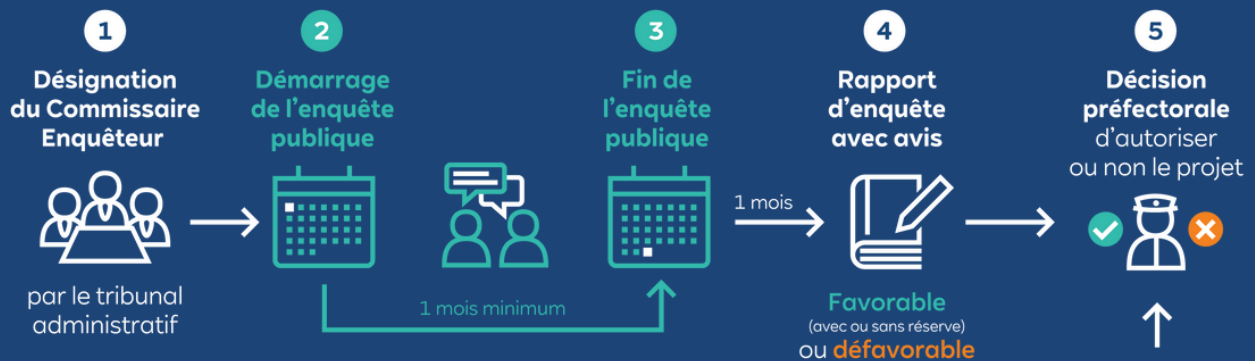 1
Désignation
du Commissaire
Enquêteur
par le tribunal
administratif
2
Démarrage
de l'enquête
publique
1 mois minimum
3
Fin de
l'enquête
publique
1 mois
4
Rapport
d'enquête
avec avis
Favorable
(avec ou sans réserve)
ou défavorable
5
Décision
préfectorale
d'autoriser
ou non le projet